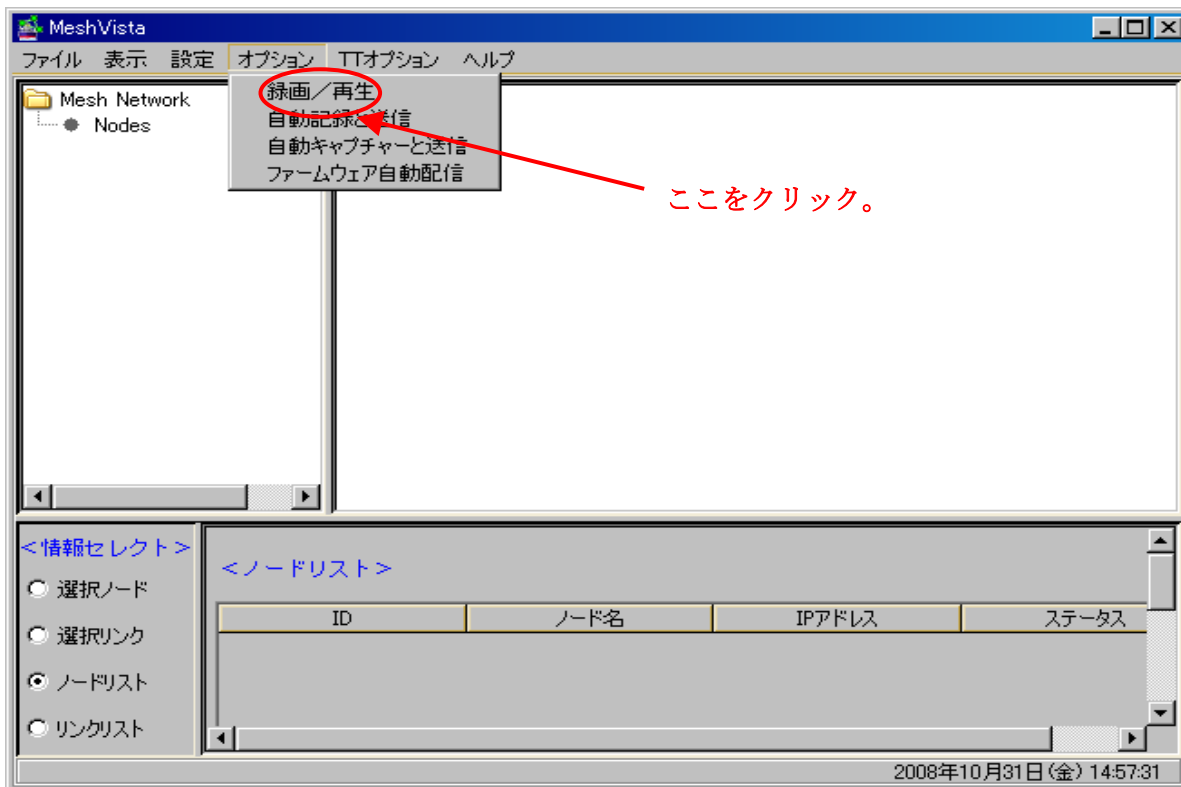 MeshVista
ファイル 表示 設定 オプション TTオプション ヘルプ
Mesh Network
Nodes
録画／再生
自動記録と送信
自動キャプチャーと送信
ファームウェア自動配信
ここをクリック。
＜情報セレクト＞
選択ノード
選択リンク
ノードリスト
リンクリスト
＜ノードリスト＞
ID ノード名 IPアドレス ステータス
2008年10月31日(金) 14:57:31